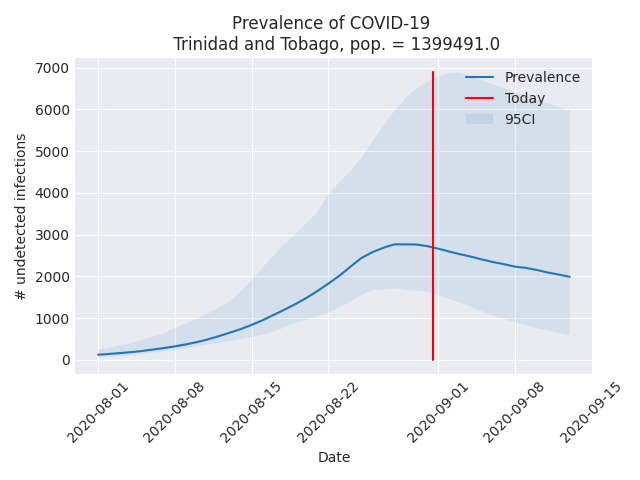 Prevalence of COVID-19
Trinidad and Tobago, pop. = 1399491.0
7000
6000
5000
4000
3000
2000
1000
0
# undetected infections
Prevalence
Today
95CI
2020-08-01
2020-08-08
2020-08-15
2020-08-22
2020-09-01
2020-09-08
2020-09-15
Date